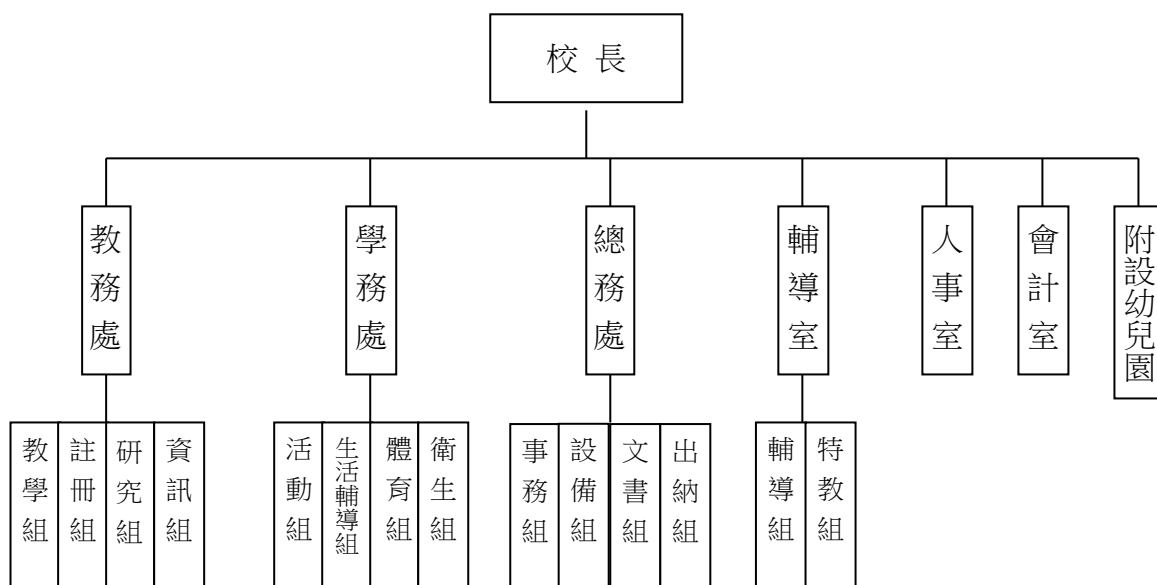 校 長
教務處
學務處
總務處
輔導室
人事室
會計室
附設幼兒園
教學組
註冊組
研究組
資訊組
活動組
生活輔導組
體育組
衛生組
事務組
設備組
文書組
出納組
輔導組
特教組